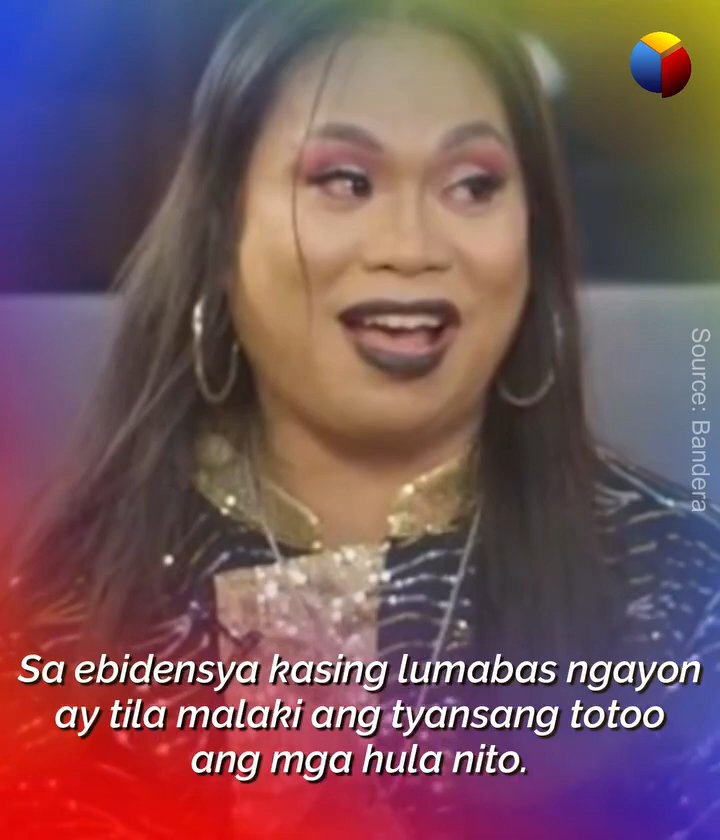 Source: Bandera
Sa ebidensya kasing lumabas ngayon
ay tila malaki ang tyansang totoo
ang mga hula nito.